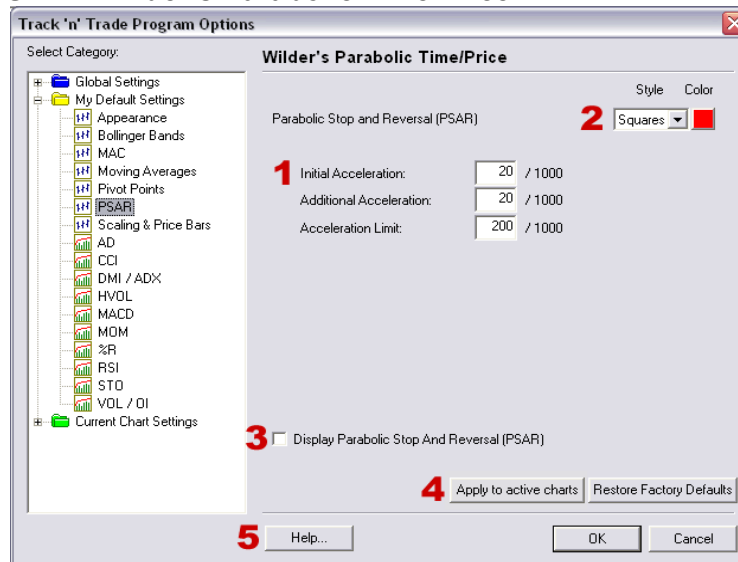 Track 'n' Trade Program Options
Select Category:
Global Settings
My Default Settings
Appearance
Bollinger Bands
MAC
Moving Averages
Pivot Points
PSAR
Scaling & Price Bars
AD
CCI
DMI / ADX
HVOL
MACD
MOM
%R
RSI
STO
VOL / OI
Current Chart Settings
Wilder's Parabolic Time/Price
Style Color
Parabolic Stop and Reversal (PSAR) 2 Squares
1 Initial Acceleration: 20 / 1000
Additional Acceleration: 20 / 1000
Acceleration Limit: 200 / 1000
3 Display Parabolic Stop And Reversal (PSAR)
4 Apply to active charts Restore Factory Defaults
5 Help... OK Cancel